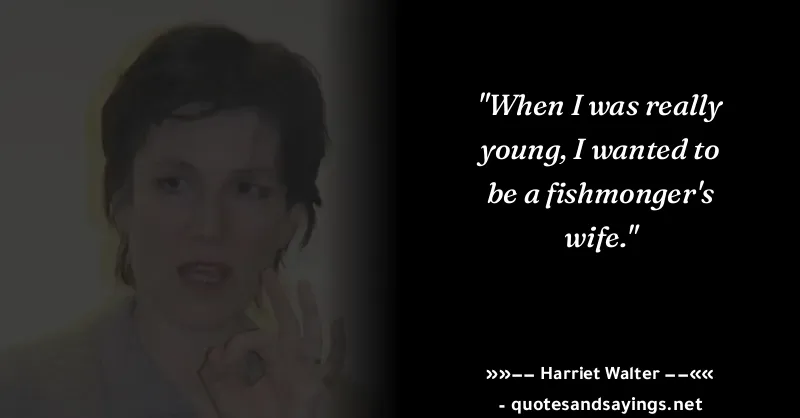 "When I was really
young, I wanted to
be a fishmonger's
wife."
»»–– Harriet Walter ––««
- quotesandsayings.net